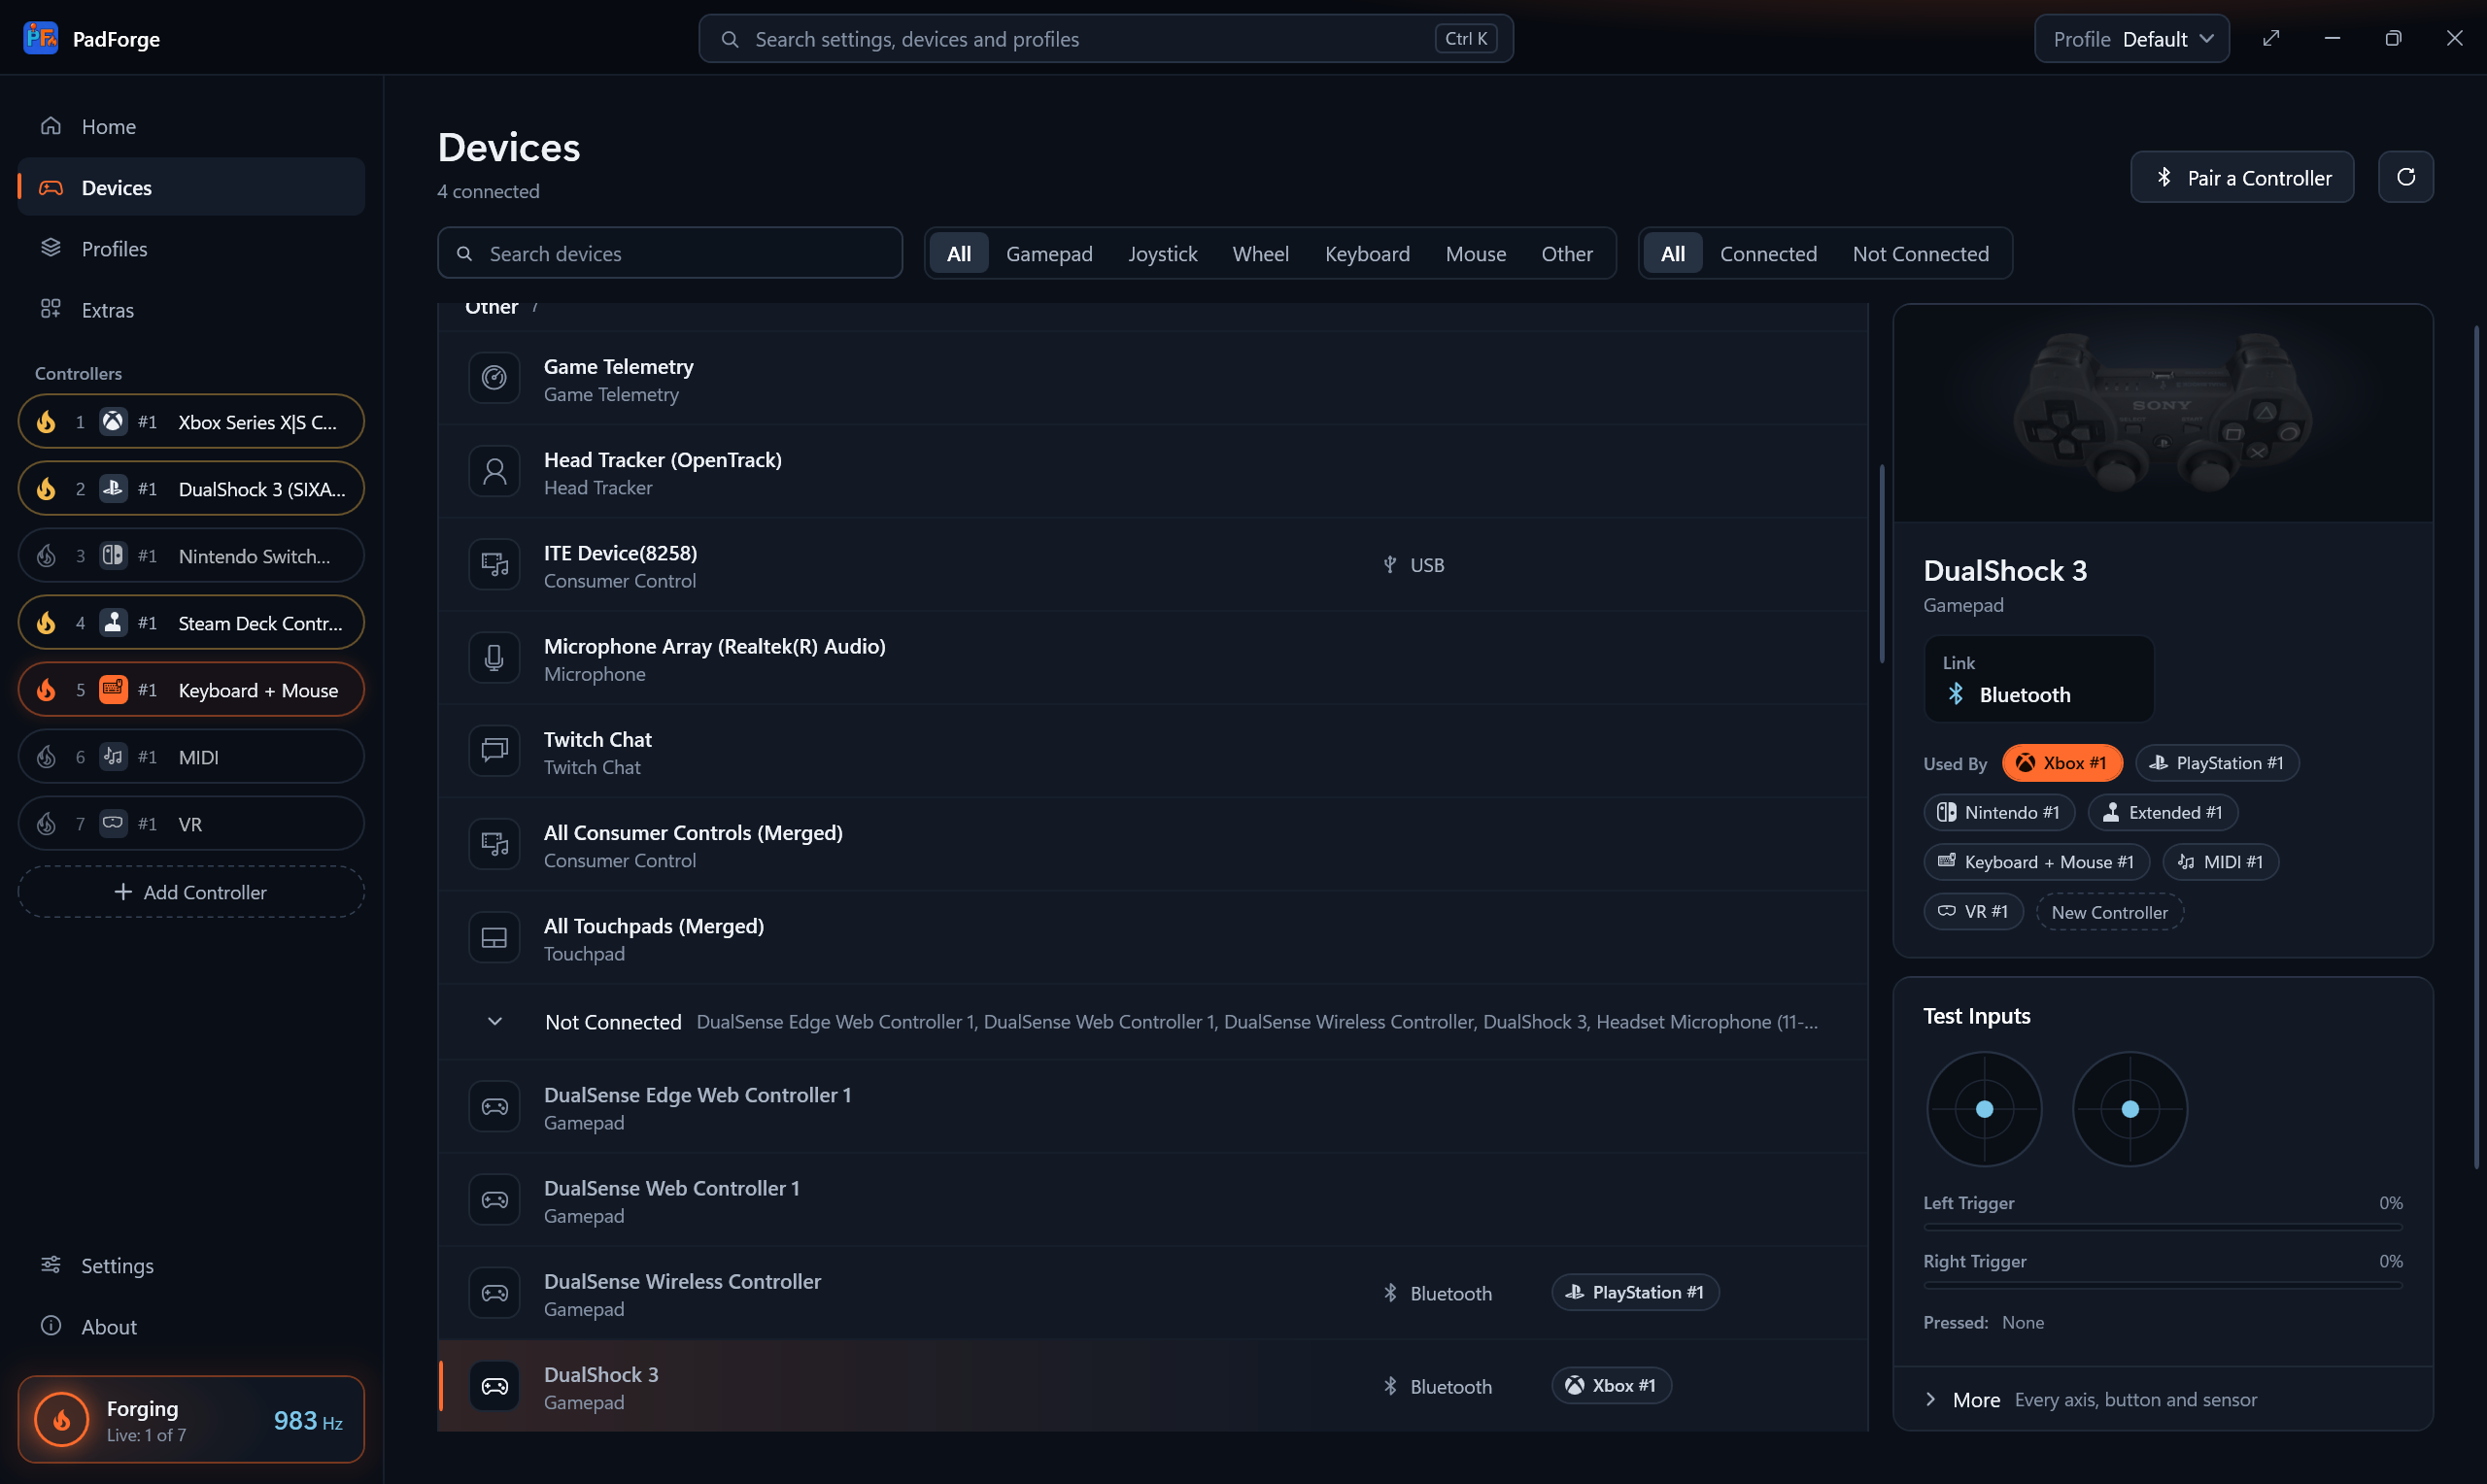 PadForge
Search settings, devices and profiles
Ctrl K
Profile Default
Home
Devices
Profiles
Extras
Controllers
1 #1 Xbox Series X|S C...
2 #1 DualShock 3 (SIXA...
3 #1 Nintendo Switch...
4 #1 Steam Deck Contr...
5 #1 Keyboard + Mouse
6 #1 MIDI
7 #1 VR
Add Controller
Settings
About
Forging
Live: 1 of 7
983 Hz
Devices
4 connected
Pair a Controller
Search devices
All Gamepad Joystick Wheel Keyboard Mouse Other
All Connected Not Connected
Other 7
Game Telemetry
Game Telemetry
Head Tracker (OpenTrack)
Head Tracker
ITE Device(8258)
Consumer Control
USB
Microphone Array (Realtek(R) Audio)
Microphone
Twitch Chat
Twitch Chat
All Consumer Controls (Merged)
Consumer Control
All Touchpads (Merged)
Touchpad
Not Connected DualSense Edge Web Controller 1, DualSense Web Controller 1, DualSense Wireless Controller, DualShock 3, Headset Microphone (11-...
DualSense Edge Web Controller 1
Gamepad
DualSense Web Controller 1
Gamepad
DualSense Wireless Controller
Gamepad
Bluetooth
PlayStation #1
DualShock 3
Gamepad
Bluetooth
Xbox #1
SONY
SELECT
START
DualShock 3
Gamepad
Link
Bluetooth
Used By Xbox #1 PlayStation #1
Nintendo #1 Extended #1
Keyboard + Mouse #1 MIDI #1
VR #1 New Controller
Test Inputs
Left Trigger 0%
Right Trigger 0%
Pressed: None
More Every axis, button and sensor